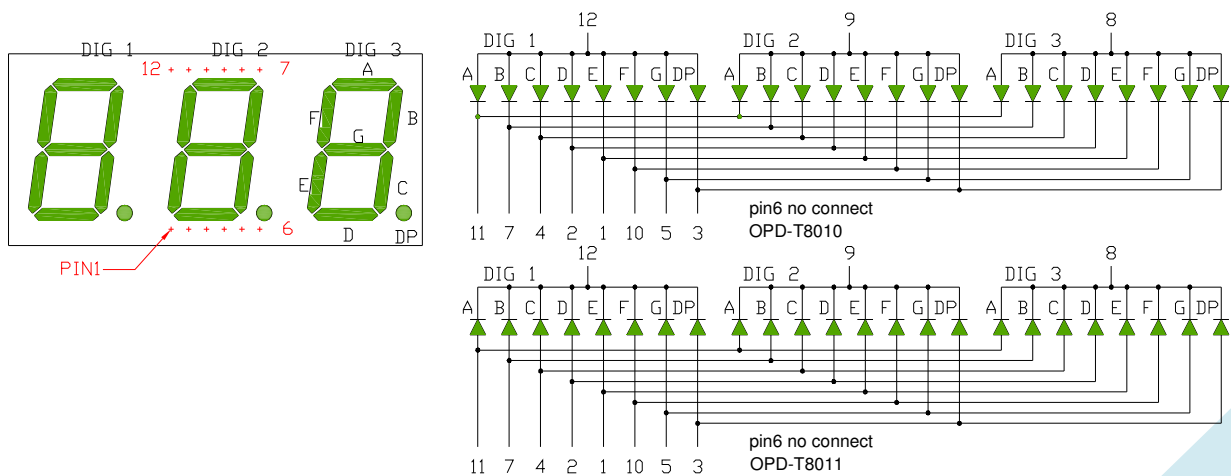 DIG 1 DIG 2 DIG 3
12 7
A
F B
G
E C
D DP
6
PIN1
12 9 8
DIG 1 DIG 2 DIG 3
A B C D E F G DP A B C D E F G DP A B C D E F G DP
pin6 no connect
OPD-T8010
11 7 4 2 1 10 5 3
12 9 8
DIG 1 DIG 2 DIG 3
A B C D E F G DP A B C D E F G DP A B C D E F G DP
pin6 no connect
OPD-T8011
11 7 4 2 1 10 5 3